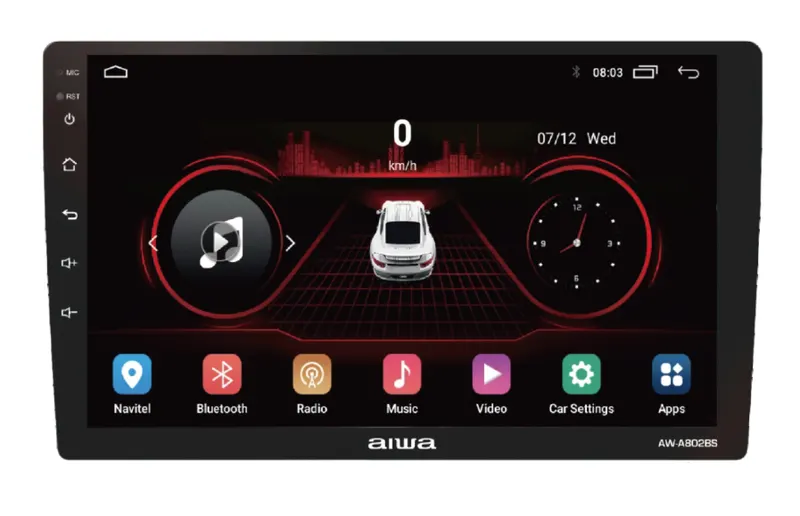 MIC
08:03
RST
0
km/h
07/12 Wed
12
9
3
6
Navitel
Bluetooth
Radio
Music
Video
Car Settings
Apps
aiwa
AW-A802BS